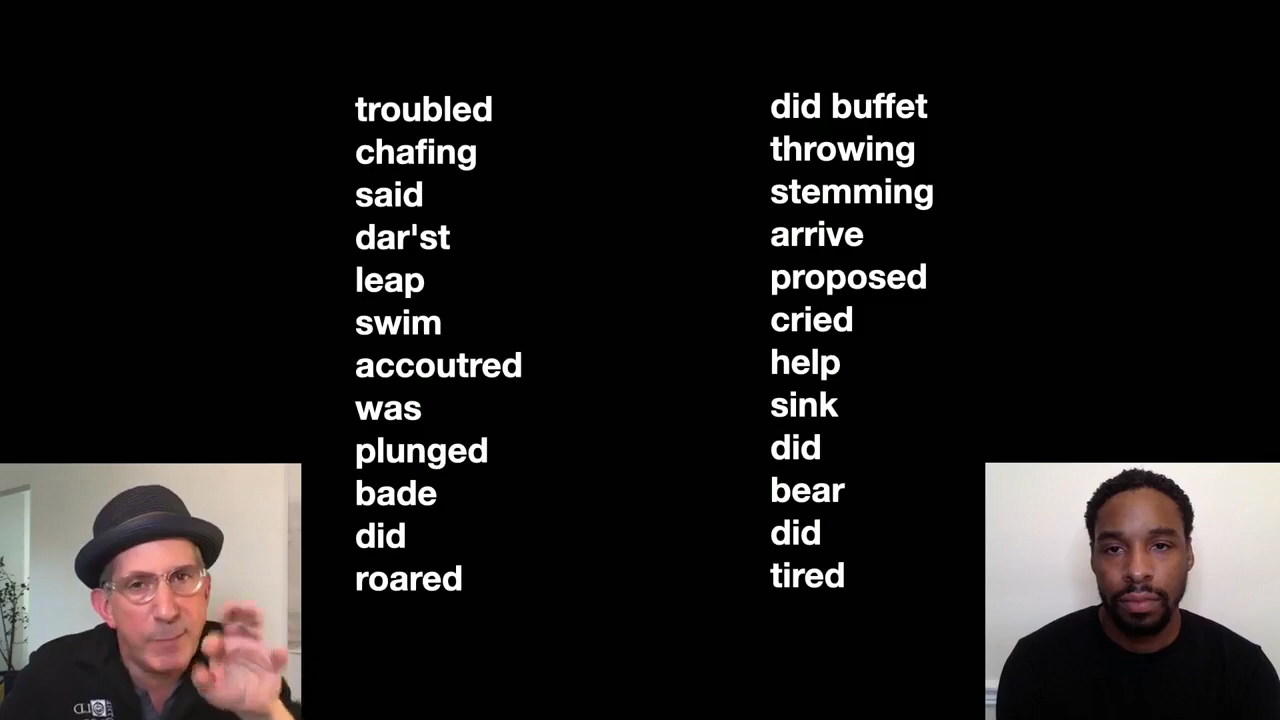 troubled
chafing
said
dar'st
leap
swim
accoutred
was
plunged
bade
did
roared
did buffet
throwing
stemming
arrive
proposed
cried
help
sink
did
bear
did
tired